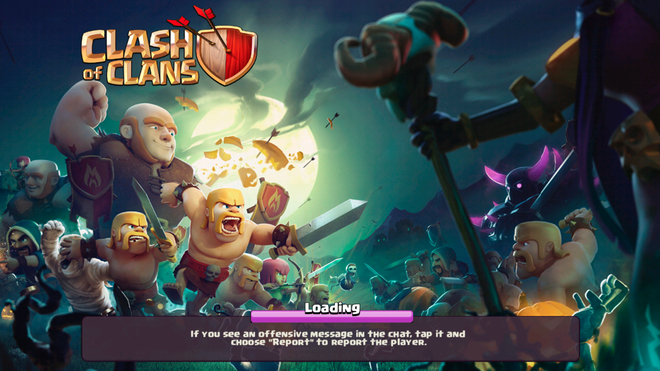 CLASH
OF CLANS
Loading
If you see an offensive message in the chat, tap it and
choose "Report" to report the player.